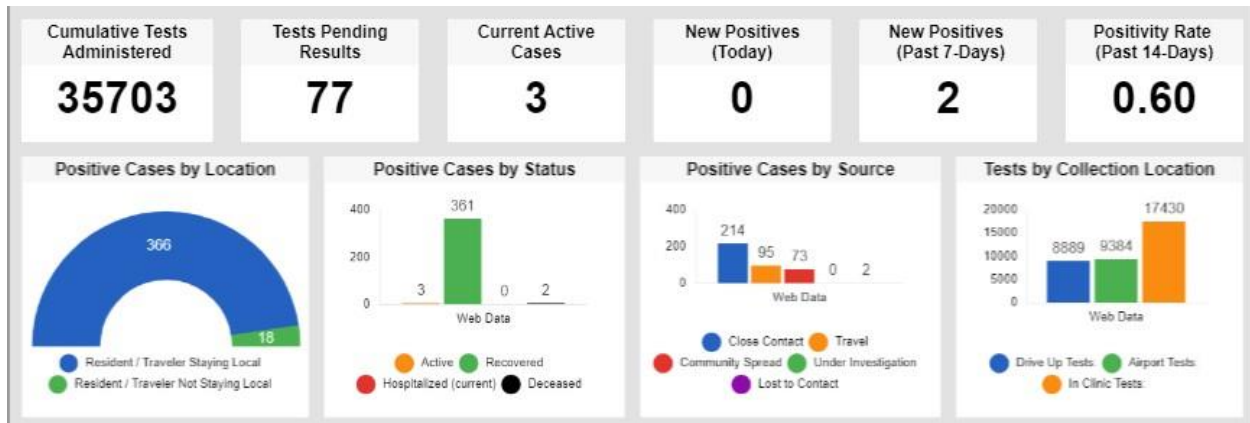 Cumulative Tests
Administered
35703
Tests Pending
Results
77
Current Active
Cases
3
New Positives
(Today)
0
New Positives
(Past 7-Days)
2
Positivity Rate
(Past 14-Days)
0.60
Positive Cases by Location
366
18
Resident / Traveler Staying Local
Resident / Traveler Not Staying Local
Positive Cases by Status
400
200
0
3
361
0
2
Web Data
Active
Recovered
Hospitalized (current)
Deceased
Positive Cases by Source
400
200
0
214
95
73
0
2
Web Data
Close Contact
Travel
Community Spread
Under Investigation
Lost to Contact
Tests by Collection Location
20000
15000
10000
5000
0
8889
9384
17430
Web Data
Drive Up Tests:
Airport Tests:
In Clinic Tests: